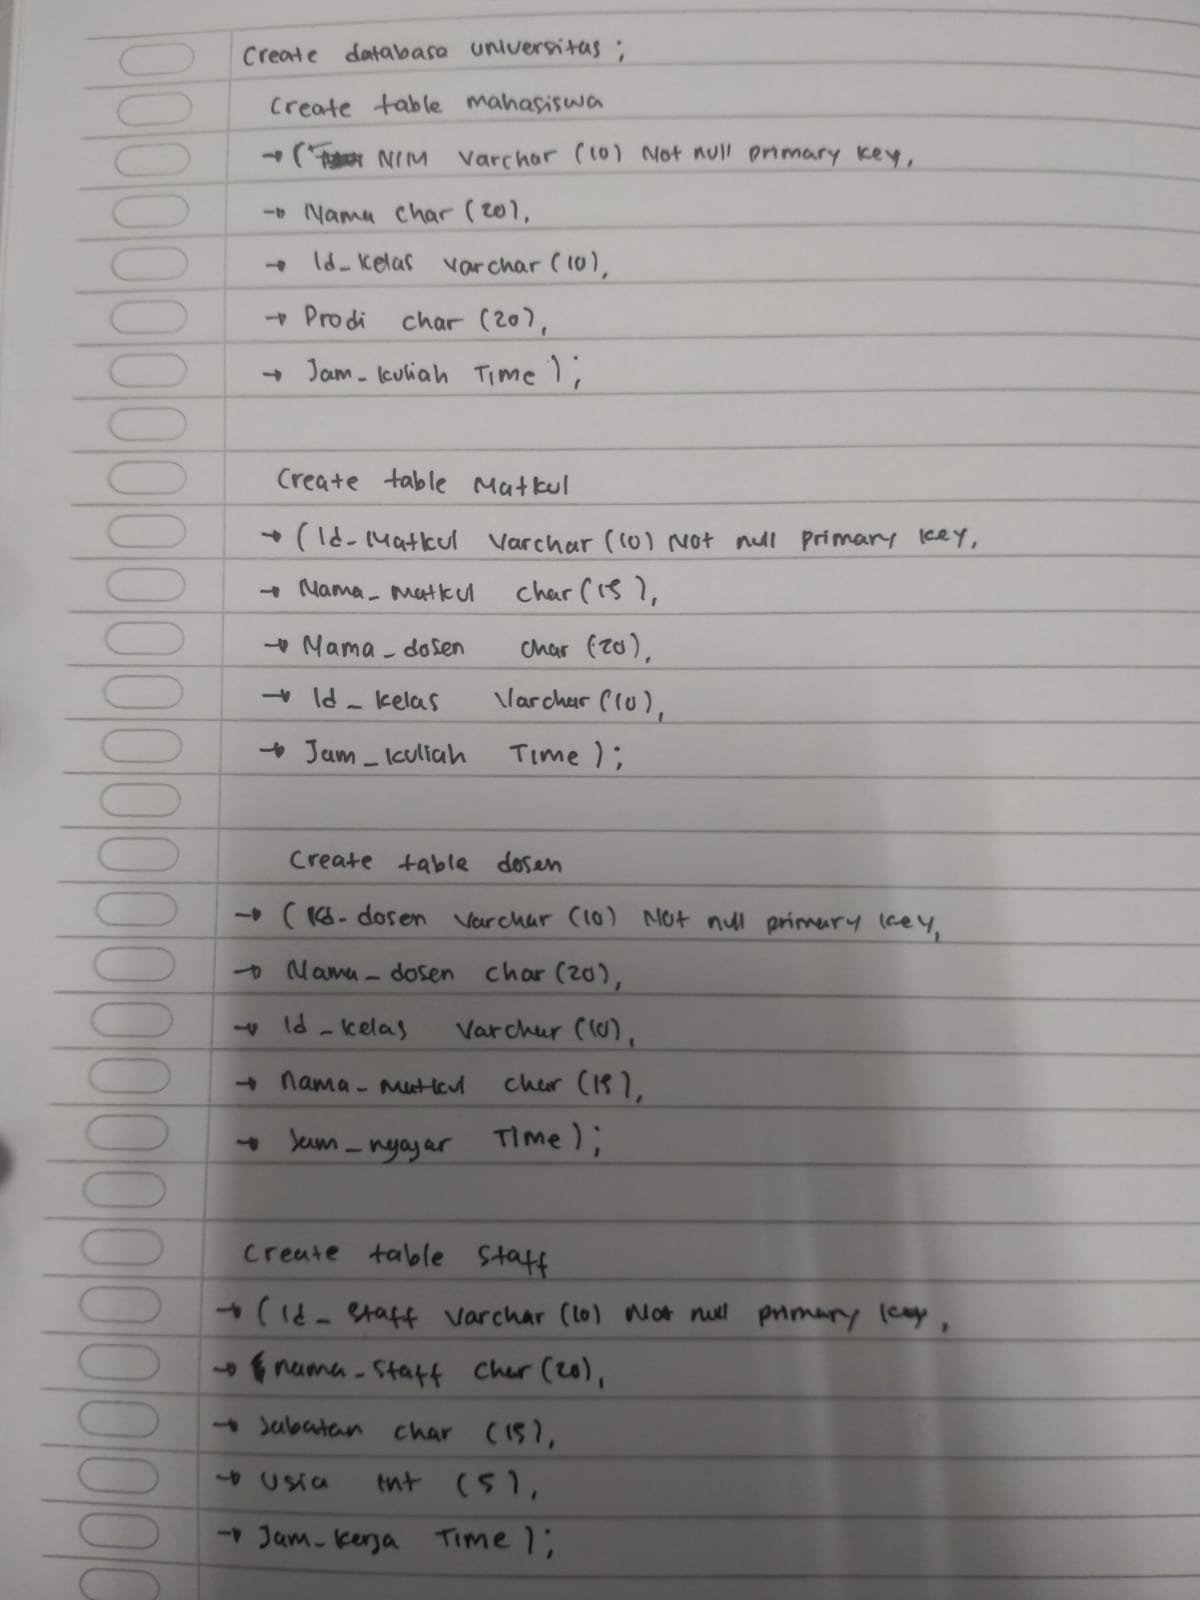 Create database universitas ;
Create table mahasiswa
→ ( NIM Varchar (10) Not null primary key,
→ Nama char (20),
→ Id_kelas varchar (10),
→ Prodi char (20),
→ Jam_kuliah Time );
Create table Matkul
→ ( Id_Matkul Varchar (10) Not null primary key,
→ Nama_matkul char (15),
→ Nama_dosen char (20),
→ Id_kelas Varchar (10),
→ Jam_kuliah Time );
Create table dosen
→ ( Kd_dosen Varchar (10) Not null primary key,
→ Nama_dosen char (20),
→ Id_kelas Varchar (10),
→ nama_matkul char (15),
→ Jam_ngajar Time );
Create table Staff
→ ( Id_Staff Varchar (10) Not null primary key,
→ nama_Staff char (20),
→ Jabatan char (15),
→ Usia Int (5),
→ Jam_kerja Time );